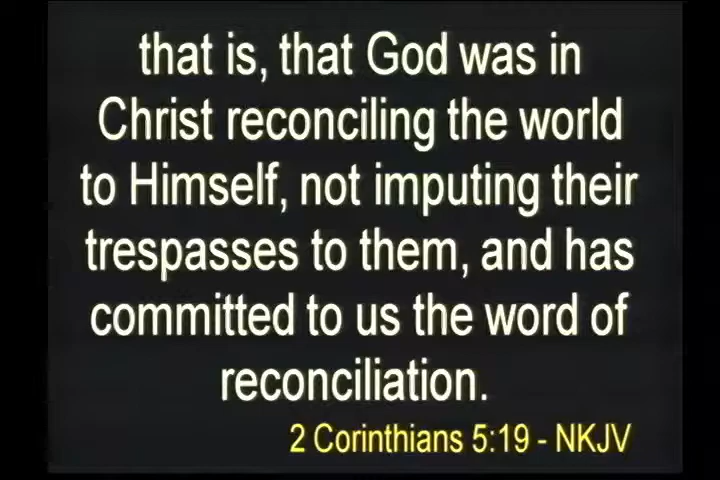 that is, that God was in
Christ reconciling the world
to Himself, not imputing their
trespasses to them, and has
committed to us the word of
reconciliation.
2 Corinthians 5:19 - NKJV